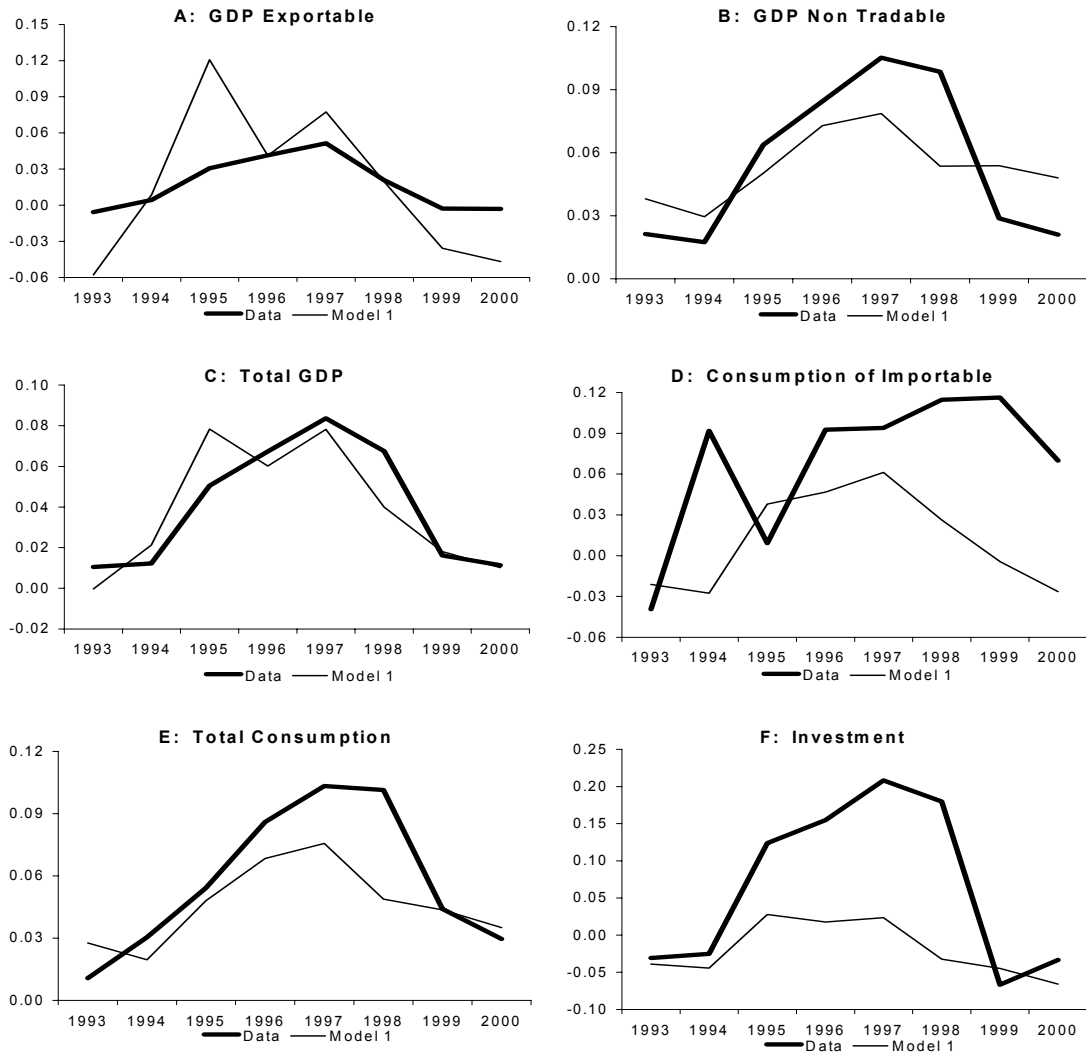 A: GDP Exportable
0.15
0.12
0.09
0.06
0.03
0.00
-0.03
-0.06
1993 1994 1995 1996 1997 1998 1999 2000
Data Model 1
B: GDP Non Tradable
0.12
0.09
0.06
0.03
0.00
1993 1994 1995 1996 1997 1998 1999 2000
Data Model 1
C: Total GDP
0.10
0.08
0.06
0.04
0.02
0.00
-0.02
1993 1994 1995 1996 1997 1998 1999 2000
Data Model 1
D: Consumption of Importable
0.12
0.09
0.06
0.03
0.00
-0.03
-0.06
1993 1994 1995 1996 1997 1998 1999 2000
Data Model 1
E: Total Consumption
0.12
0.09
0.06
0.03
0.00
1993 1994 1995 1996 1997 1998 1999 2000
Data Model 1
F: Investment
0.25
0.20
0.15
0.10
0.05
0.00
-0.05
-0.10
1993 1994 1995 1996 1997 1998 1999 2000
Data Model 1